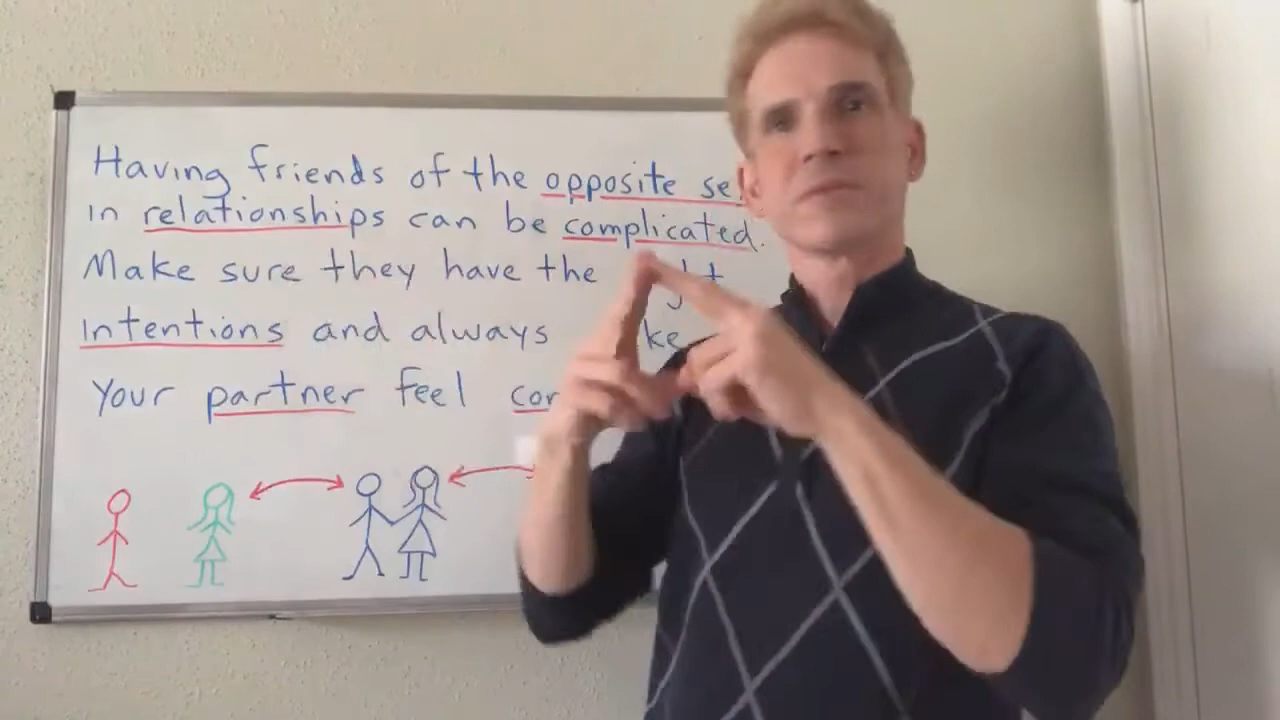 Having friends of the opposite
in relationships can be complicated.
Make sure they have the
intentions and always
your partner feel